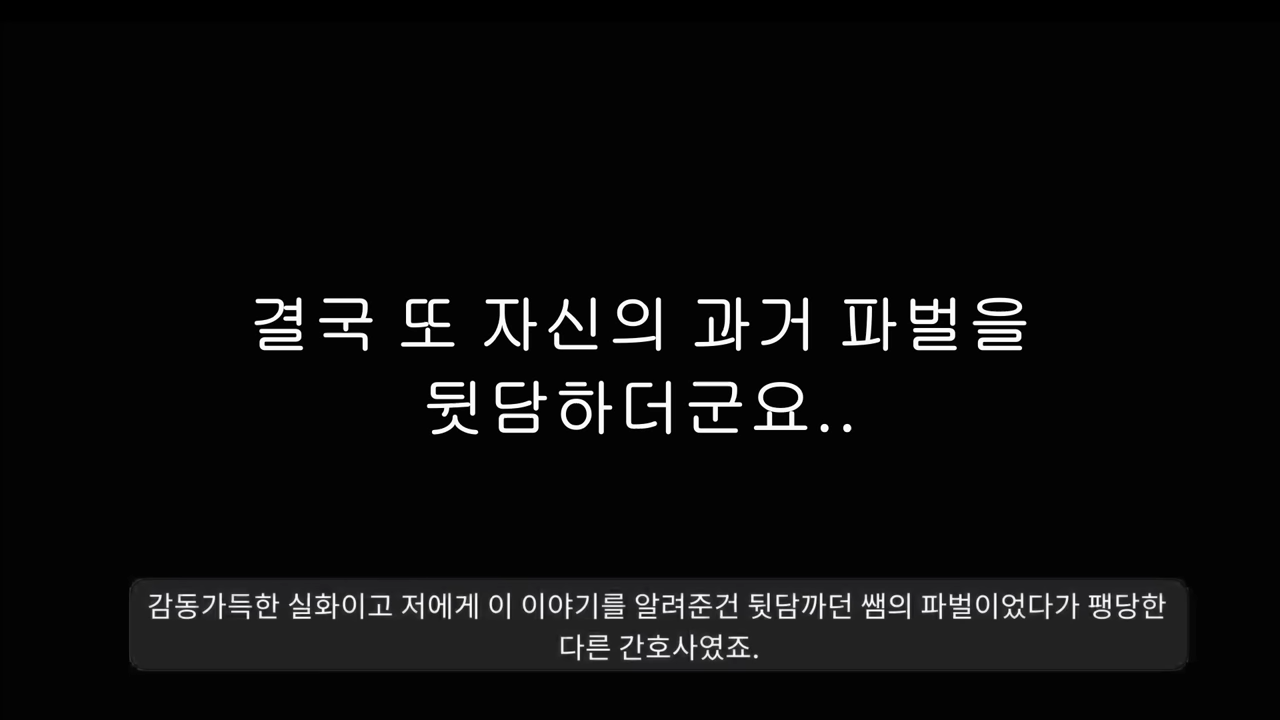 결국 또 자신의 과거 파벌을
뒷담하더군요..
감동가득한 실화이고 저에게 이 이야기를 알려준건 뒷담까던 쌤의 파벌이었다가 팽당한
다른 간호사였죠.